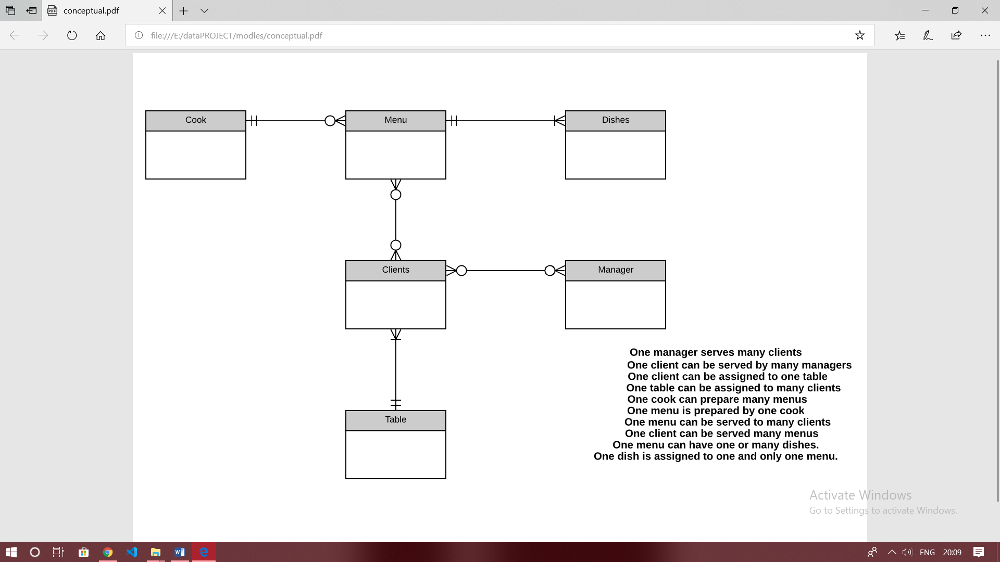 conceptual.pdf
file:///E:/dataPROJECT/modles/conceptual.pdf
Cook
Menu
Dishes
Clients
Manager
Table
One manager serves many clients
One client can be served by many managers
One client can be assigned to one table
One table can be assigned to many clients
One cook can prepare many menus
One menu is prepared by one cook
One menu can be served to many clients
One client can be served many menus
One menu can have one or many dishes.
One dish is assigned to one and only one menu.
Activate Windows
Go to Settings to activate Windows.
ENG
20:09